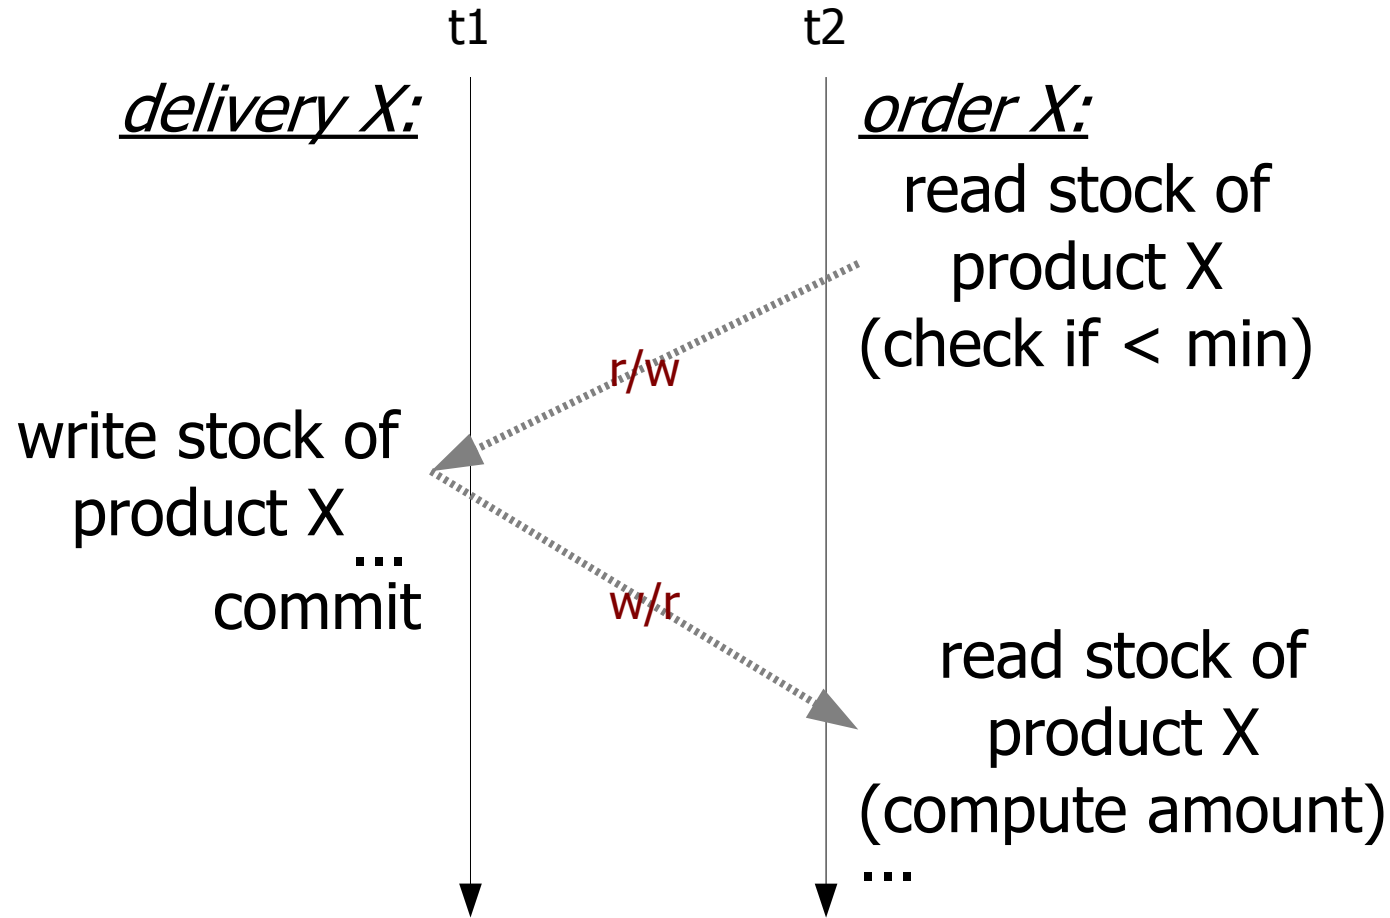 t1 t2
delivery X: order X:
read stock of
product X
(check if < min)
r/w
write stock of
product X
...
commit
w/r
read stock of
product X
(compute amount)
...